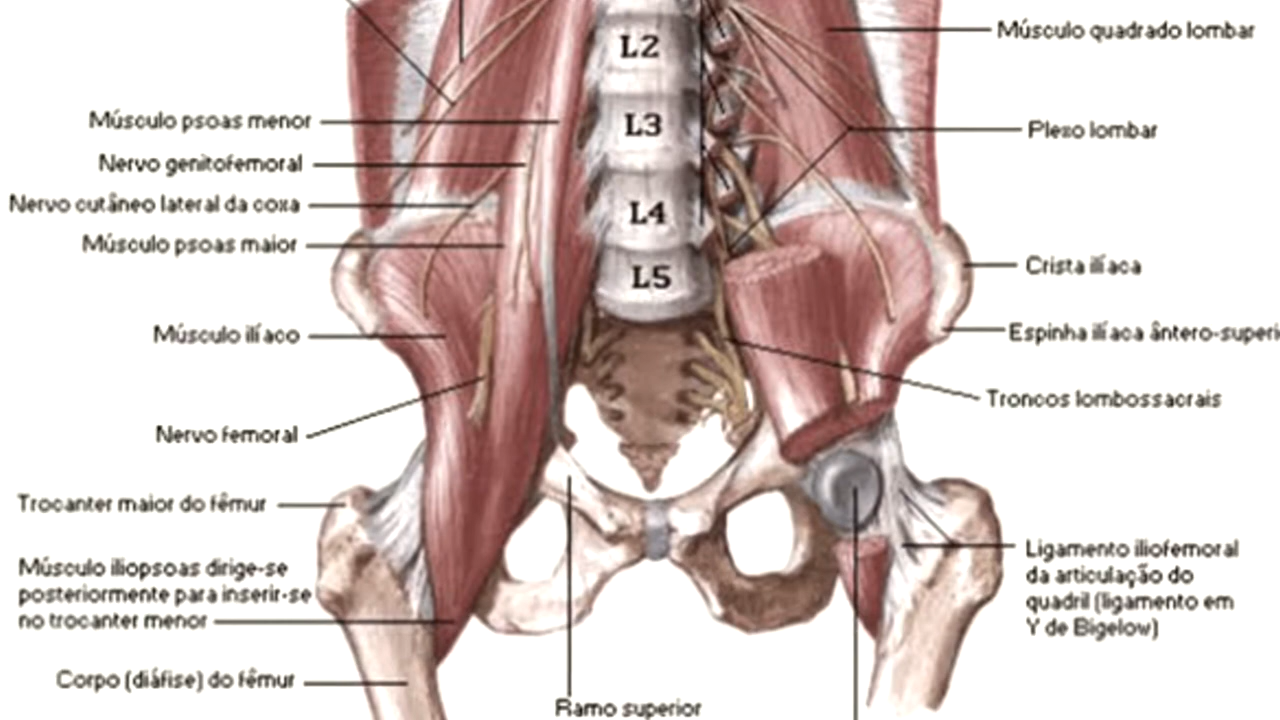 L2
L3
L4
L5
Músculo psoas menor
Nervo genitofemoral
Nervo cutâneo lateral da coxa
Músculo psoas maior
Músculo ilíaco
Nervo femoral
Trocanter maior do fêmur
Músculo iliopsoas dirige-se
posteriormente para inserir-se
no trocanter menor
Corpo (diáfise) do fêmur
Ramo superior
Músculo quadrado lombar
Plexo lombar
Crista ilíaca
Espinha ilíaca ântero-superi
Troncos lombossacrais
Ligamento iliofemoral
da articulação do
quadril (ligamento em
Y de Bigelow)